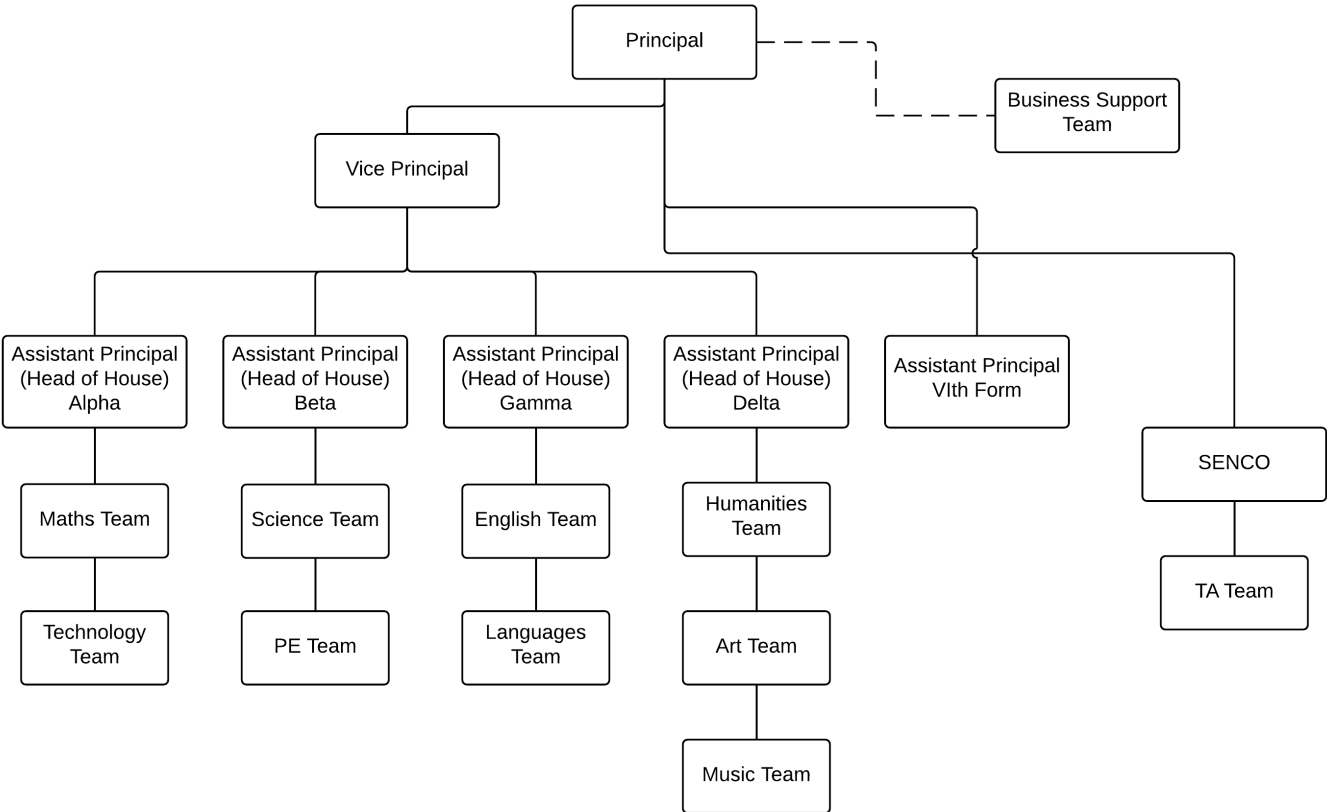 Principal
Business Support
Team
Vice Principal
Assistant Principal
(Head of House)
Alpha
Assistant Principal
(Head of House)
Beta
Assistant Principal
(Head of House)
Gamma
Assistant Principal
(Head of House)
Delta
Assistant Principal
VIth Form
SENCO
Maths Team
Science Team
English Team
Humanities
Team
TA Team
Technology
Team
PE Team
Languages
Team
Art Team
Music Team